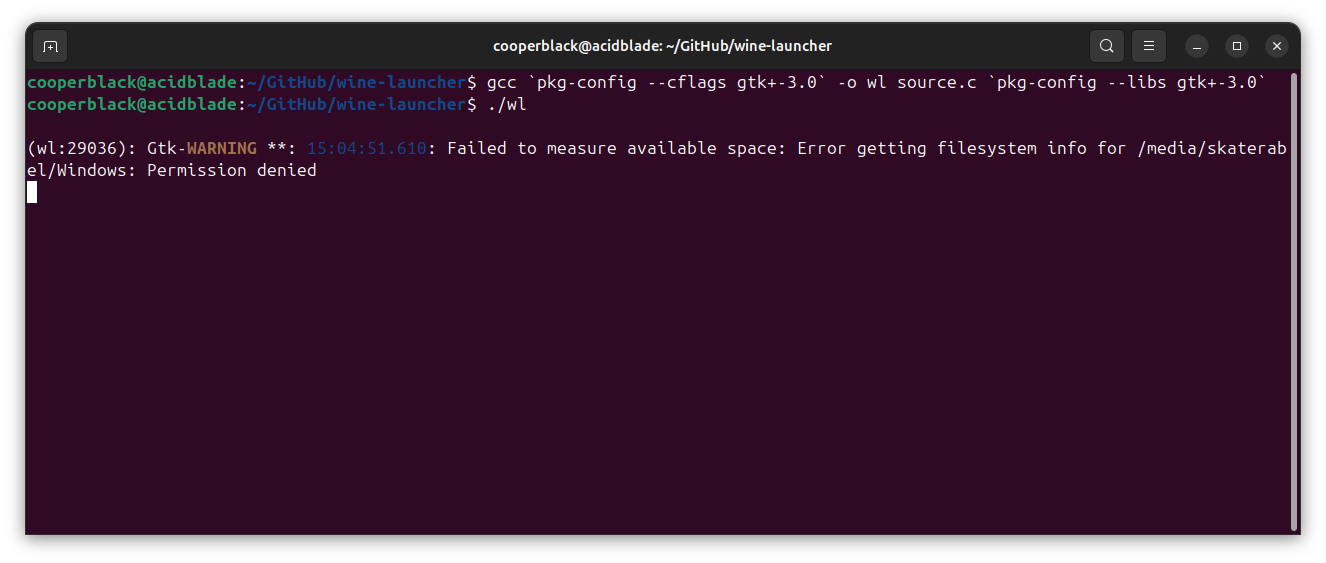 cooperblack@acidblade: ~/GitHub/wine-launcher
cooperblack@acidblade:~/GitHub/wine-launcher$ gcc `pkg-config --cflags gtk+-3.0` -o wl source.c `pkg-config --libs gtk+-3.0`
cooperblack@acidblade:~/GitHub/wine-launcher$ ./wl
(wl:29036): Gtk-WARNING **: 15:04:51.610: Failed to measure available space: Error getting filesystem info for /media/skaterab
el/Windows: Permission denied